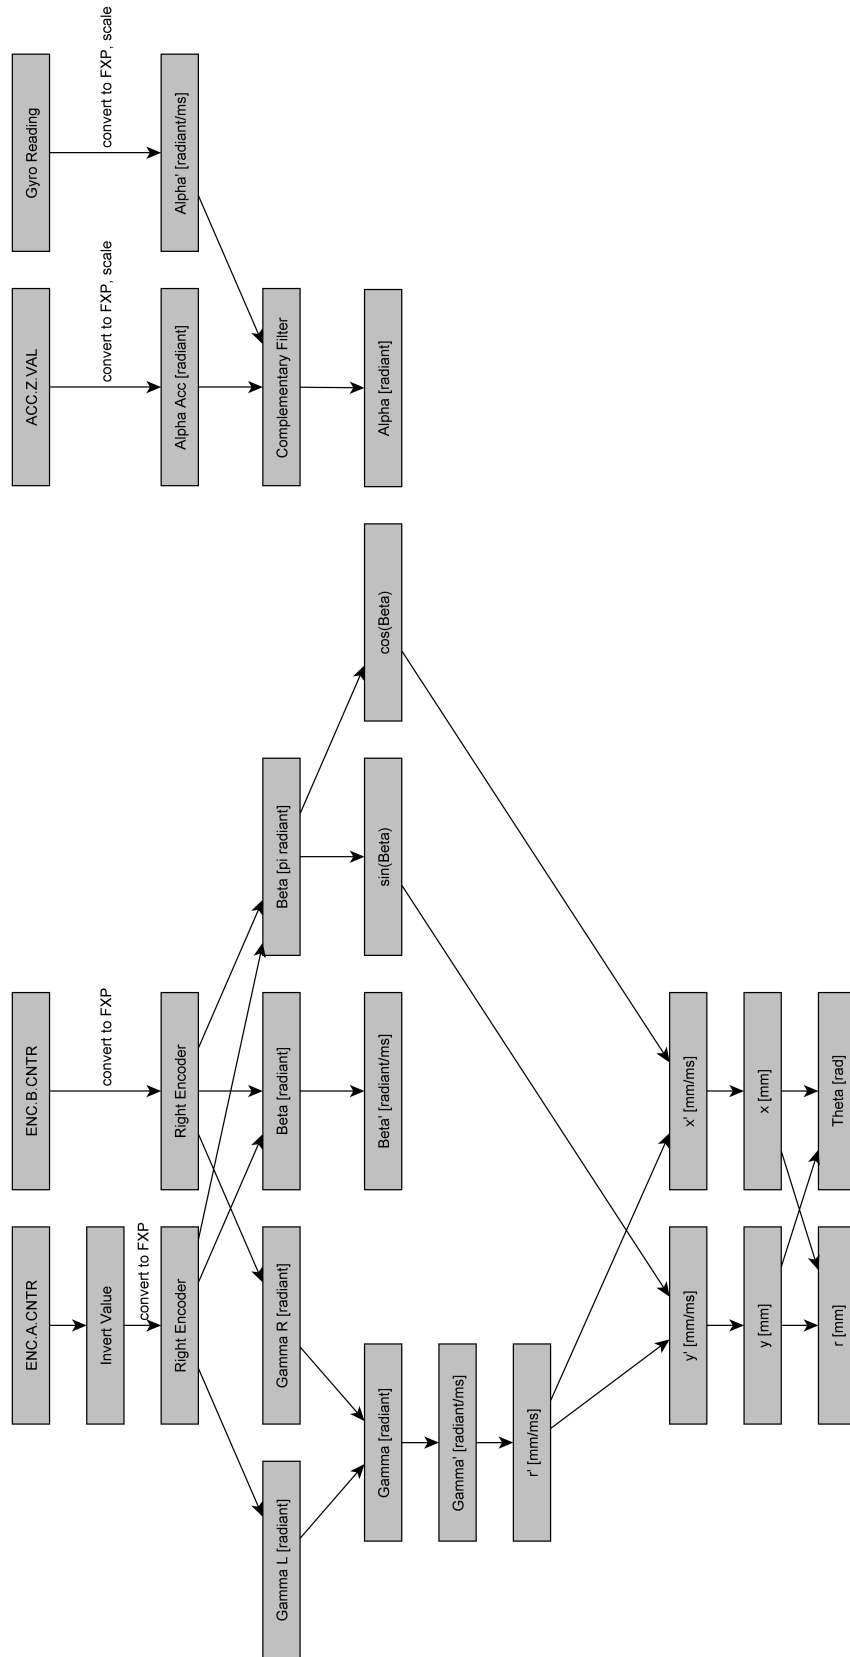 ENC.A.CNTR
ENC.B.CNTR
ACC.Z.VAL
Gyro Reading
Invert Value
convert to FXP
convert to FXP
convert to FXP, scale
convert to FXP, scale
Right Encoder
Right Encoder
Alpha Acc [radiant]
Alpha' [radiant/ms]
Gamma L [radiant]
Gamma R [radiant]
Beta [radiant]
Beta [pi radiant]
Complementary Filter
Gamma [radiant]
Beta' [radiant/ms]
sin(Beta)
cos(Beta)
Alpha [radiant]
Gamma' [radiant/ms]
r' [mm/ms]
y' [mm/ms]
x' [mm/ms]
y [mm]
x [mm]
r [mm]
Theta [rad]